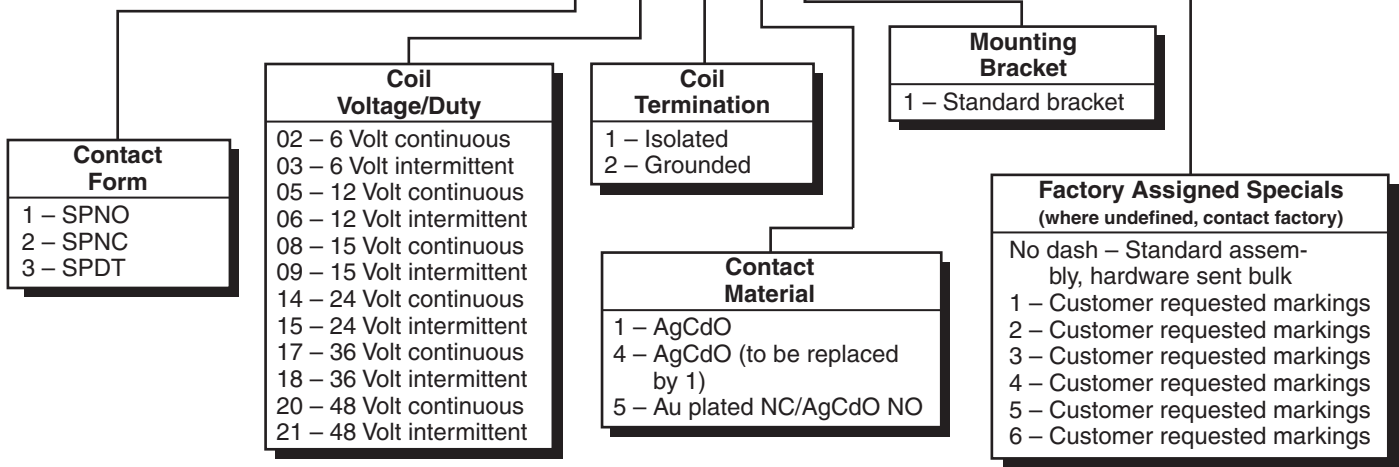 Contact
Form
1 – SPNO
2 – SPNC
3 – SPDT
Coil
Voltage/Duty
02 – 6 Volt continuous
03 – 6 Volt intermittent
05 – 12 Volt continuous
06 – 12 Volt intermittent
08 – 15 Volt continuous
09 – 15 Volt intermittent
14 – 24 Volt continuous
15 – 24 Volt intermittent
17 – 36 Volt continuous
18 – 36 Volt intermittent
20 – 48 Volt continuous
21 – 48 Volt intermittent
Coil
Termination
1 – Isolated
2 – Grounded
Contact
Material
1 – AgCdO
4 – AgCdO (to be replaced
by 1)
5 – Au plated NC/AgCdO NO
Mounting
Bracket
1 – Standard bracket
Factory Assigned Specials
(where undefined, contact factory)
No dash – Standard assem-
bly, hardware sent bulk
1 – Customer requested markings
2 – Customer requested markings
3 – Customer requested markings
4 – Customer requested markings
5 – Customer requested markings
6 – Customer requested markings